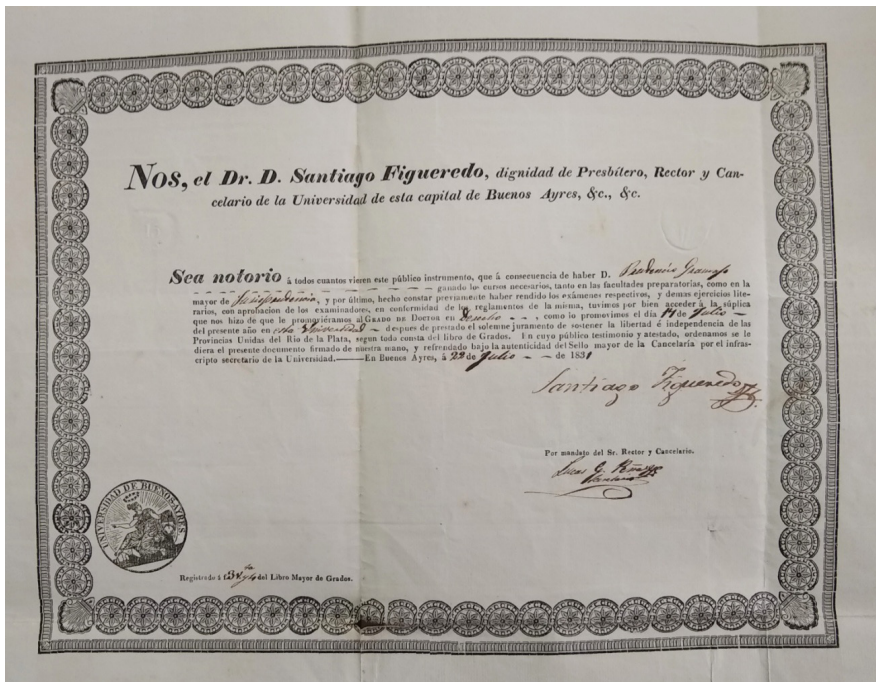 Nos, el Dr. D. Santiago Figueredo, dignidad de Presbítero, Rector y Can-
celario de la Universidad de esta capital de Buenos Ayres, &c., &c.
Sea notorio á todos cuantos vieren este público instrumento, que á consecuencia de haber D. Prudencio
ganado los cursos necesarios, tanto en las facultades preparatorias, como en la
mayor de Jurisprudencia, y por último, hecho constar previamente haber rendido los exámenes respectivos, y demas ejercicios lite-
rarios, con aprobacion de los examinadores, en conformidad de los reglamentos de la misma, tuvimos por bien acceder á la súplica
que nos hizo de que le promoviéramos al GRADO DE DOCTOR en Derecho - - , como lo promovimos el dia 14 de Julio -
del presente año en esta Universidad - despues de prestado el solemne juramento de sostener la libertad é independencia de las
Provincias Unidas del Rio de la Plata, segun todo consta del libro de Grados. En cuyo público testimonio y atestado, ordenamos se le
diera el presente documento firmado de nuestra mano, y refrendado bajo la autenticidad del Sello mayor de la Cancelaría por el infras-
cripto secretario de la Universidad.——En Buenos Ayres, á 22 de Julio - - de 1831
Santiago Figueredo
Por mandato del Sr. Rector y Cancelario.
Lucas G. Peña
UNIVERSIDAD DE BUENOS AYRES
Registrado á f. del Libro Mayor de Grados.